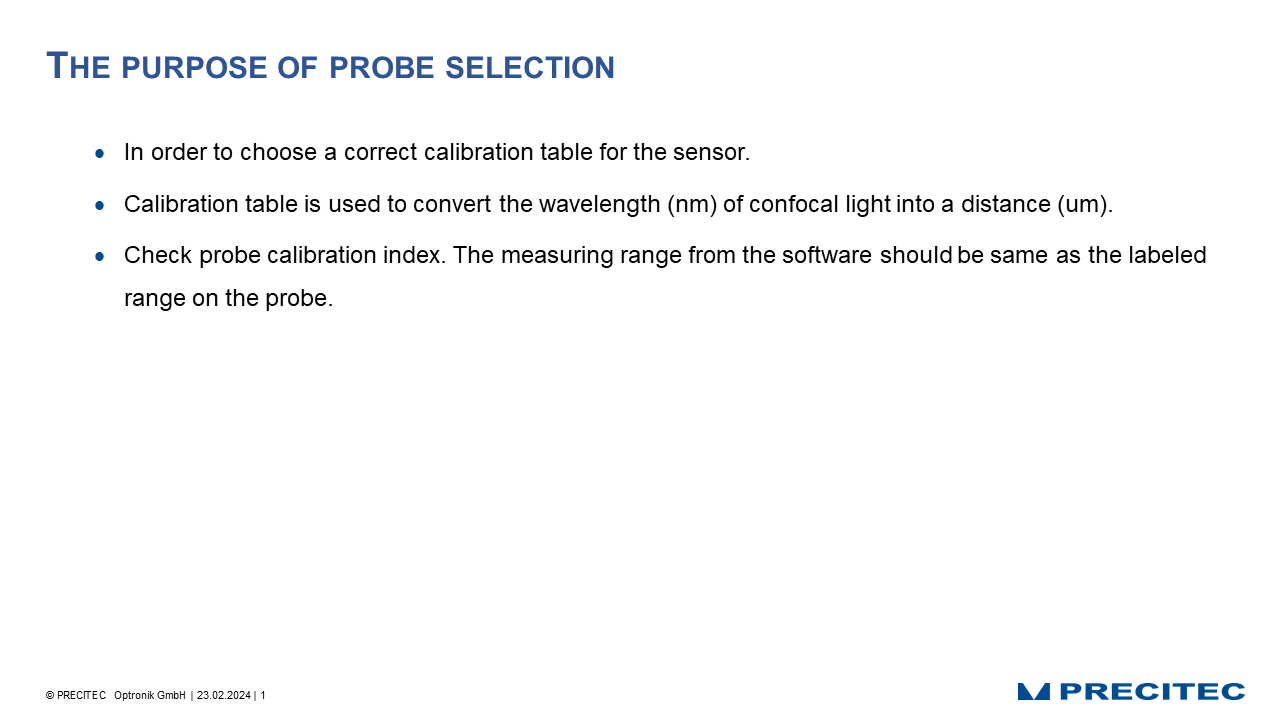 THE PURPOSE OF PROBE SELECTION
• In order to choose a correct calibration table for the sensor.
• Calibration table is used to convert the wavelength (nm) of confocal light into a distance (um).
• Check probe calibration index. The measuring range from the software should be same as the labeled
range on the probe.
© PRECITEC Optronik GmbH | 23.02.2024 | 1
PRECITEC